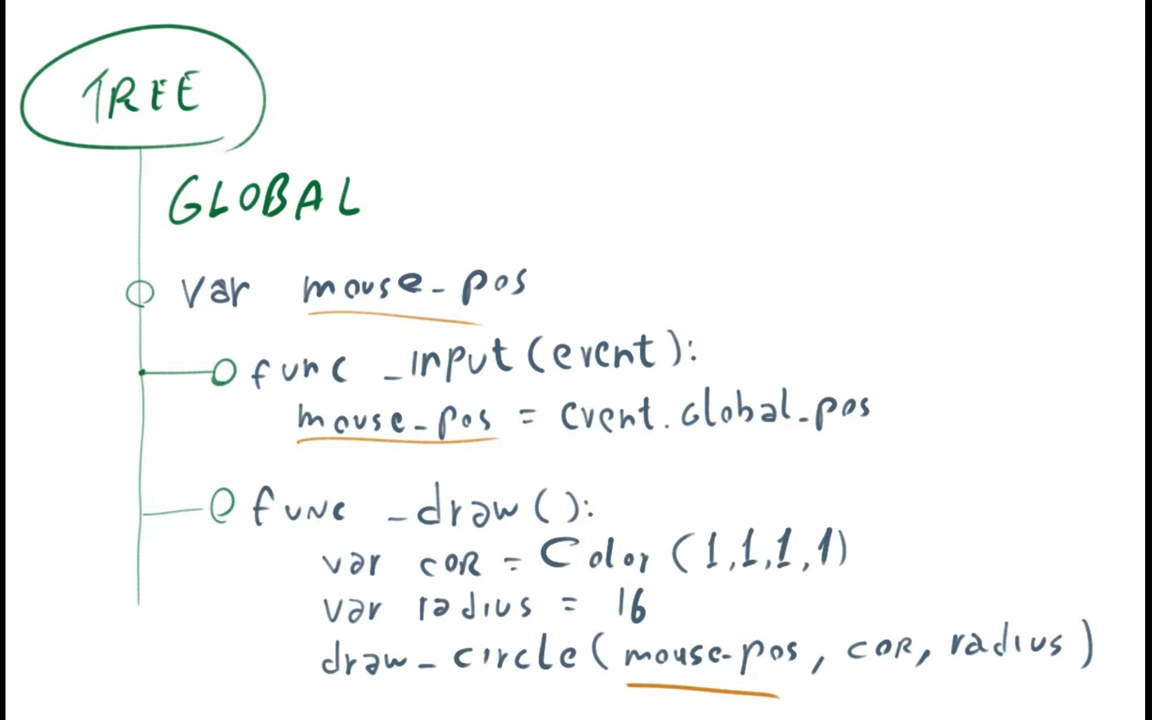 TREE
GLOBAL
var mouse_pos
func _input(event):
mouse_pos = event.global_pos
func _draw():
var cor = Color(1,1,1,1)
var radius = 16
draw_circle(mouse_pos, cor, radius)